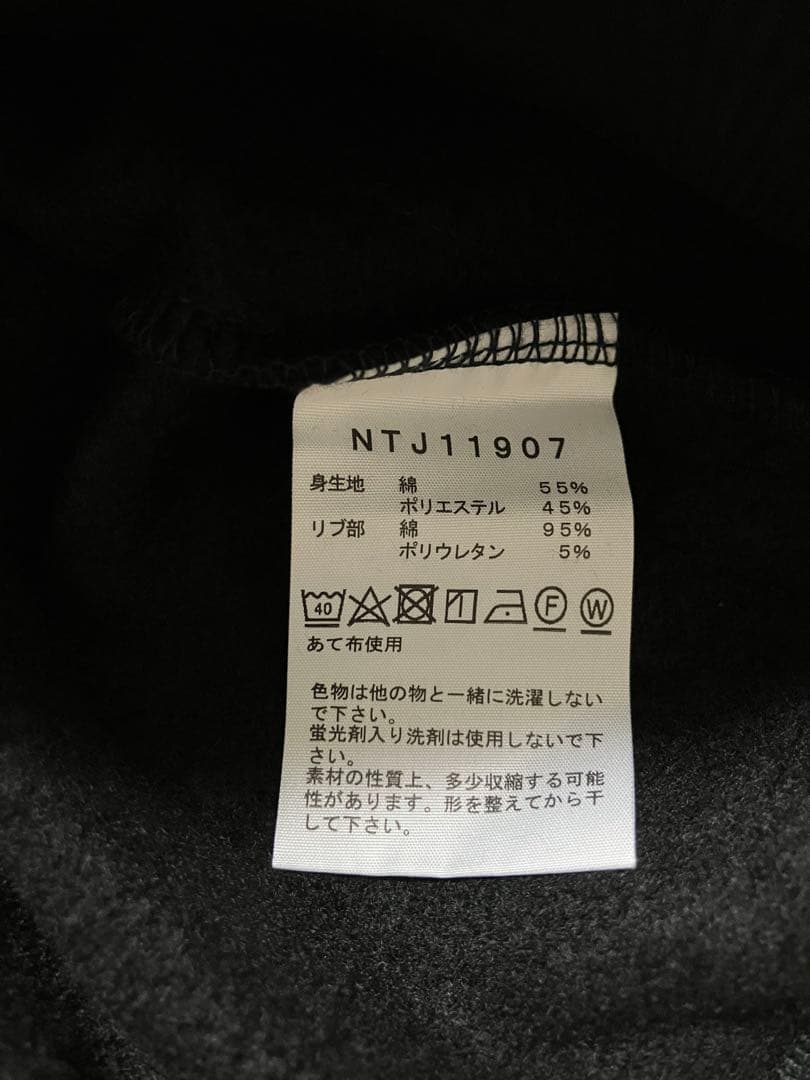 NTJ11907
身生地 綿 55%
ポリエステル 45%
リブ部 綿 95%
ポリウレタン 5%
40 F W
あて布使用
色物は他の物と一緒に洗濯しない
で下さい。
蛍光剤入り洗剤は使用しないで下
さい。
素材の性質上、多少収縮する可能
性があります。形を整えてから干
して下さい。